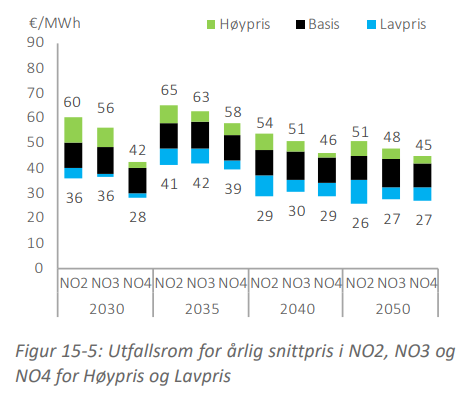 €/MWh
Høypris Basis Lavpris
90
80
70
60
50
40
30
20
10
0
60 56 42 65 63 58 54 51 46 51 48 45
36 36 28 41 42 39 29 30 29 26 27 27
NO2 NO3 NO4 NO2 NO3 NO4 NO2 NO3 NO4 NO2 NO3 NO4
2030 2035 2040 2050
Figur 15-5: Utfallsrom for årlig snittpris i NO2, NO3 og
NO4 for Høypris og Lavpris